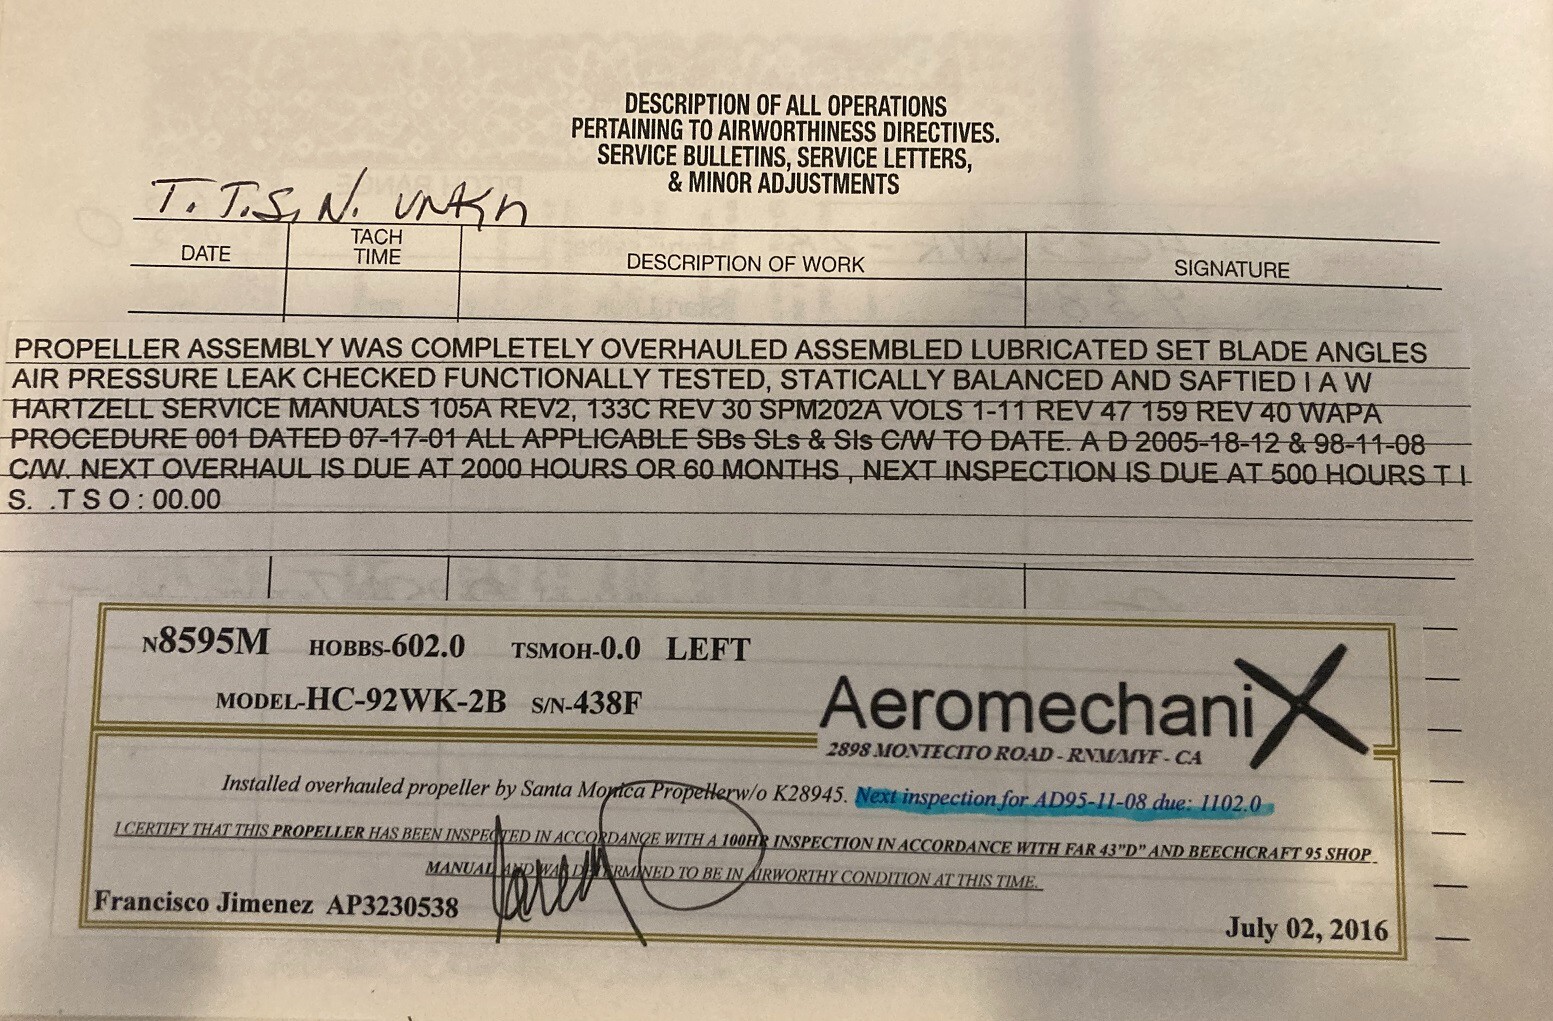 DESCRIPTION OF ALL OPERATIONS
PERTAINING TO AIRWORTHINESS DIRECTIVES.
SERVICE BULLETINS, SERVICE LETTERS,
& MINOR ADJUSTMENTS
T.T.S.N. UNKN
DATE TACH TIME DESCRIPTION OF WORK SIGNATURE
PROPELLER ASSEMBLY WAS COMPLETELY OVERHAULED ASSEMBLED LUBRICATED SET BLADE ANGLES
AIR PRESSURE LEAK CHECKED FUNCTIONALLY TESTED, STATICALLY BALANCED AND SAFTIED I A W
HARTZELL SERVICE MANUALS 105A REV2, 133C REV 30 SPM202A VOLS 1-11 REV 47 159 REV 40 WAPA
PROCEDURE 001 DATED 07-17-01 ALL APPLICABLE SBs SLs & SIs C/W TO DATE. A D 2005-18-12 & 98-11-08
C/W. NEXT OVERHAUL IS DUE AT 2000 HOURS OR 60 MONTHS , NEXT INSPECTION IS DUE AT 500 HOURS T I
S. .T S O : 00.00
N8595M HOBBS-602.0 TSMOH-0.0 LEFT
MODEL-HC-92WK-2B S/N-438F
AeromechaniX
2898 MONTECITO ROAD - RNM/MYF - CA
Installed overhauled propeller by Santa Monica Propellerw/o K28945. Next inspection for AD95-11-08 due: 1102.0
I CERTIFY THAT THIS PROPELLER HAS BEEN INSPECTED IN ACCORDANCE WITH A 100HR INSPECTION IN ACCORDANCE WITH FAR 43"D" AND BEECHCRAFT 95 SHOP
MANUAL AND WAS DETERMINED TO BE IN AIRWORTHY CONDITION AT THIS TIME.
Francisco Jimenez AP3230538
July 02, 2016